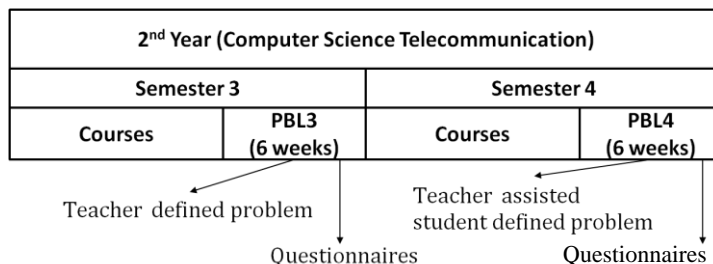 2nd Year (Computer Science Telecommunication)
Semester 3 Semester 4
Courses PBL3 (6 weeks) Courses PBL4 (6 weeks)
Teacher defined problem
Teacher assisted
student defined problem
Questionnaires Questionnaires